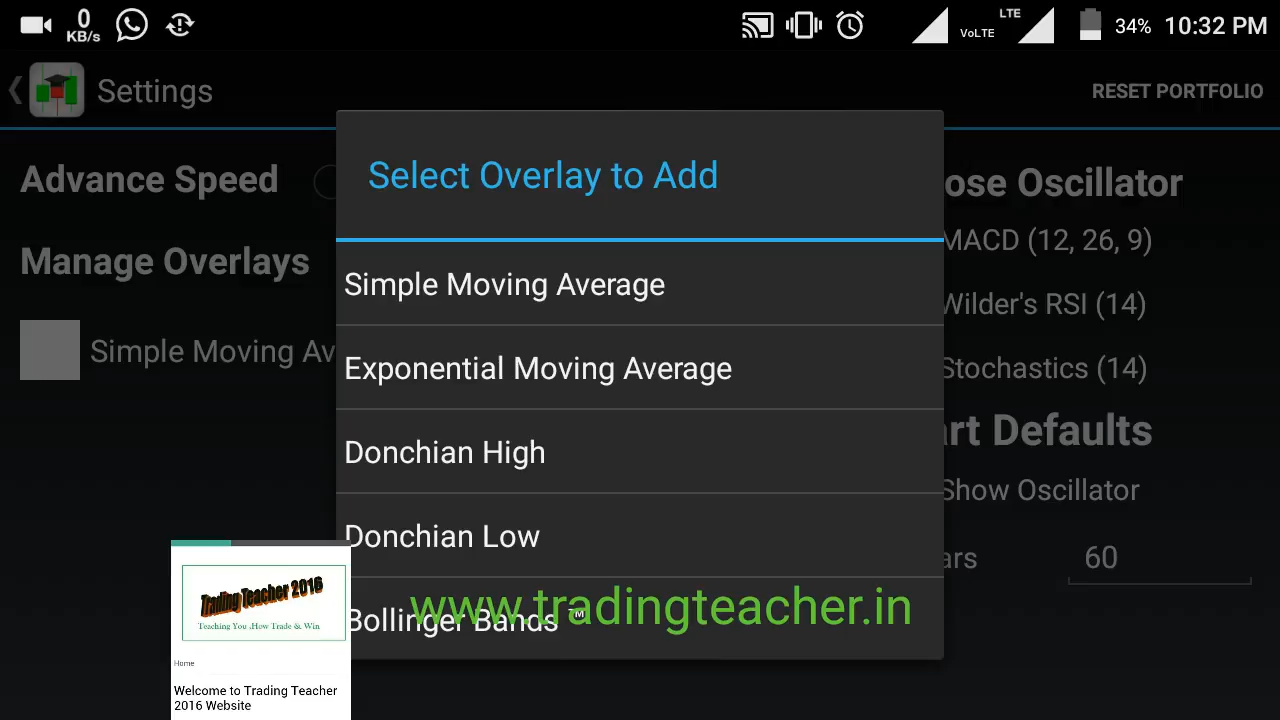 0
KB/s
LTE
VoLTE
34%
10:32 PM
Settings
RESET PORTFOLIO
Select Overlay to Add
Advance Speed
ose Oscillator
MACD (12, 26, 9)
Manage Overlays
Simple Moving Average
Wilder's RSI (14)
Simple Moving Av
Exponential Moving Average
Stochastics (14)
rt Defaults
Donchian High
Show Oscillator
Donchian Low
ars
60
Bollinger Bands ™
www.tradingteacher.in
Trading Teacher 2016
Teaching You ,How Trade & Win
Home
Welcome to Trading Teacher
2016 Website